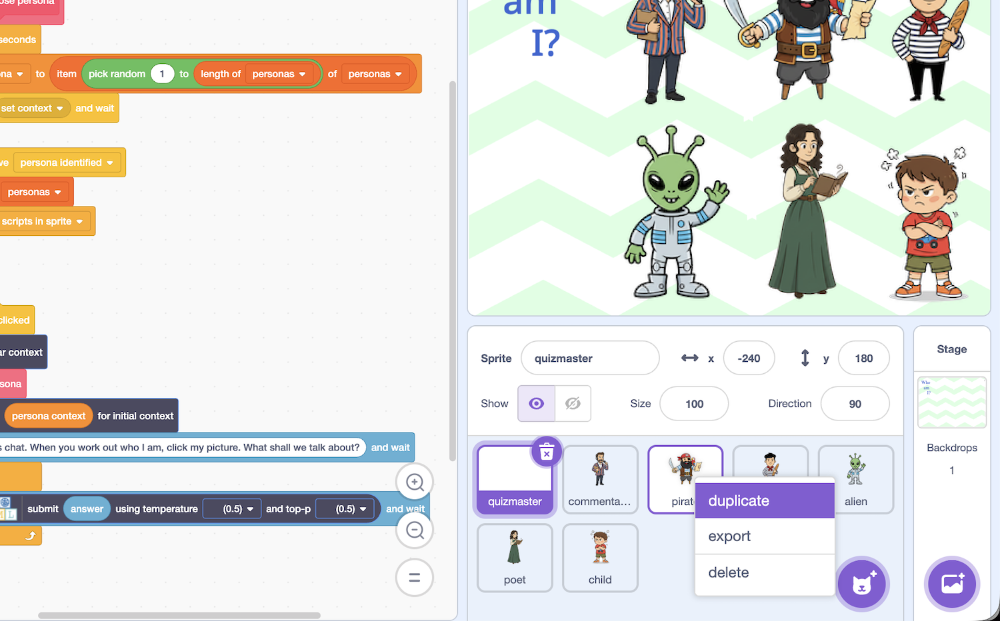 ose persona
seconds
na to item pick random 1 to length of personas of personas
set context and wait
ve persona identified
personas
scripts in sprite
clicked
ar context
sona
persona context for initial context
s chat. When you work out who I am, click my picture. What shall we talk about? and wait
submit answer using temperature (0.5) and top-p (0.5) and wait
am
I?
Sprite quizmaster x -240 y 180
Show Size 100 Direction 90
quizmaster
commenta...
pirat
alien
poet
child
duplicate
export
delete
Stage
Who
am
I?
Backdrops
1